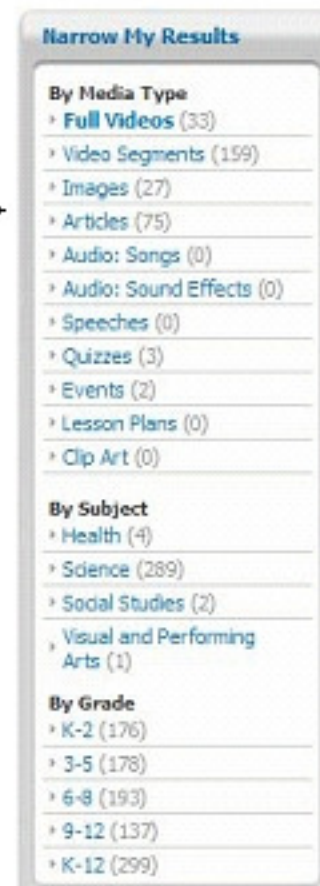 Narrow My Results
By Media Type
Full Videos (33)
Video Segments (159)
Images (27)
Articles (75)
Audio: Songs (0)
Audio: Sound Effects (0)
Speeches (0)
Quizzes (3)
Events (2)
Lesson Plans (0)
Clip Art (0)
By Subject
Health (4)
Science (289)
Social Studies (2)
Visual and Performing
Arts (1)
By Grade
K-2 (176)
3-5 (178)
6-8 (193)
9-12 (137)
K-12 (299)